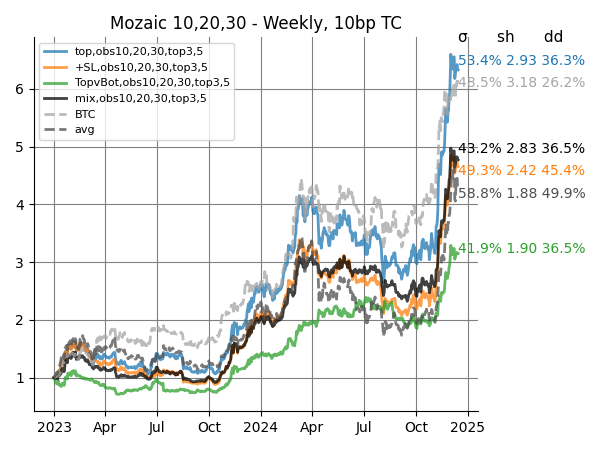 Mozaic 10,20,30 - Weekly, 10bp TC
σ sh dd
top,obs10,20,30,top3,5
+SL,obs10,20,30,top3,5
TopvBot,obs10,20,30,top3,5
mix,obs10,20,30,top3,5
BTC
avg
53.4% 2.93 36.3%
48.5% 3.18 26.2%
43.2% 2.83 36.5%
49.3% 2.42 45.4%
58.8% 1.88 49.9%
41.9% 1.90 36.5%
6
5
4
3
2
1
2023 Apr Jul Oct 2024 Apr Jul Oct 2025